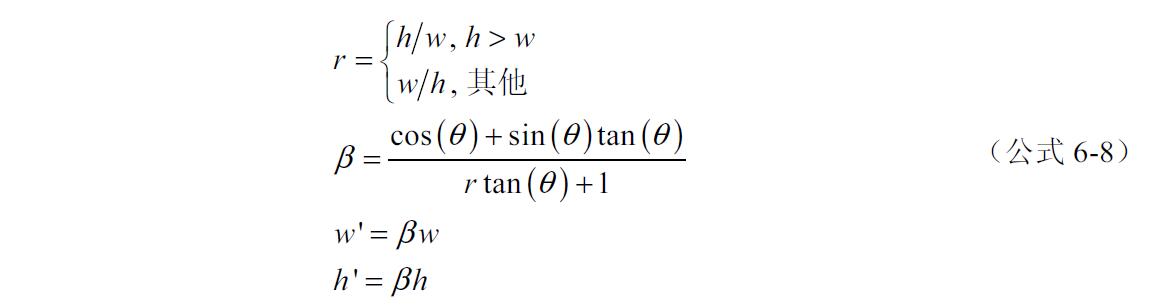 r = { h/w, h > w
w/h, 其他
β = (cos(θ)+sin(θ)tan(θ)) / (r tan(θ)+1)
（公式 6-8）
w' = βw
h' = βh